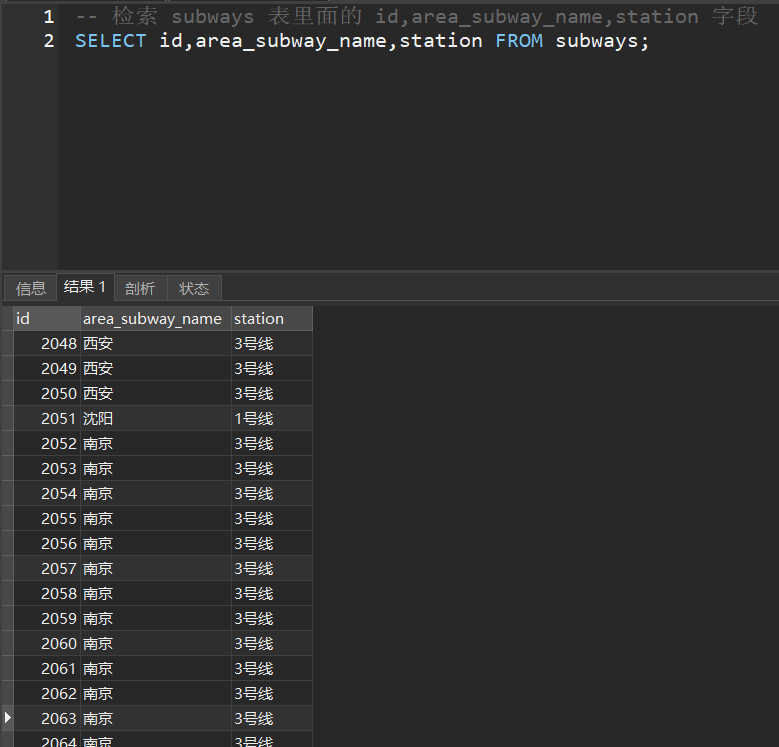 1 -- 检索 subways 表里面的 id,area_subway_name,station 字段
2 SELECT id,area_subway_name,station FROM subways;
信息 结果 1 剖析 状态
id area_subway_name station
2048 西安 3号线
2049 西安 3号线
2050 西安 3号线
2051 沈阳 1号线
2052 南京 3号线
2053 南京 3号线
2054 南京 3号线
2055 南京 3号线
2056 南京 3号线
2057 南京 3号线
2058 南京 3号线
2059 南京 3号线
2060 南京 3号线
2061 南京 3号线
2062 南京 3号线
2063 南京 3号线
2064 南京 3号线